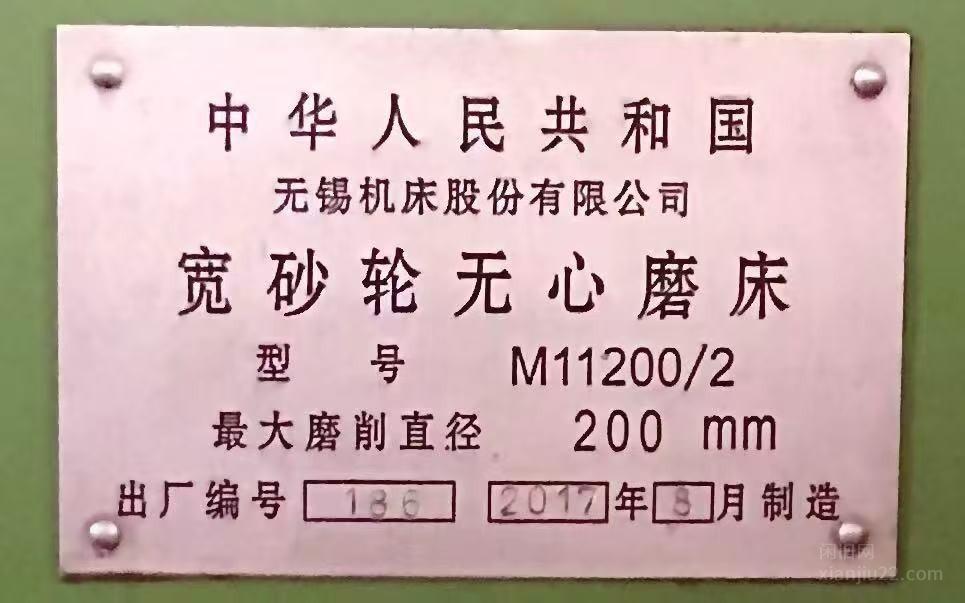 中华人民共和国
无锡机床股份有限公司
宽砂轮无心磨床
型号 M11200/2
最大磨削直径 200 mm
出厂编号 186 2017年8月制造
闲旧网
xianjiu22.com